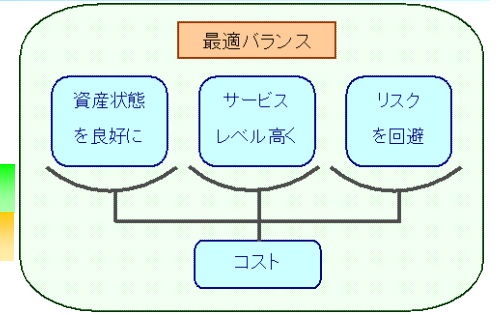 最適バランス
資産状態
を良好に
サービス
レベル高く
リスク
を回避
コスト